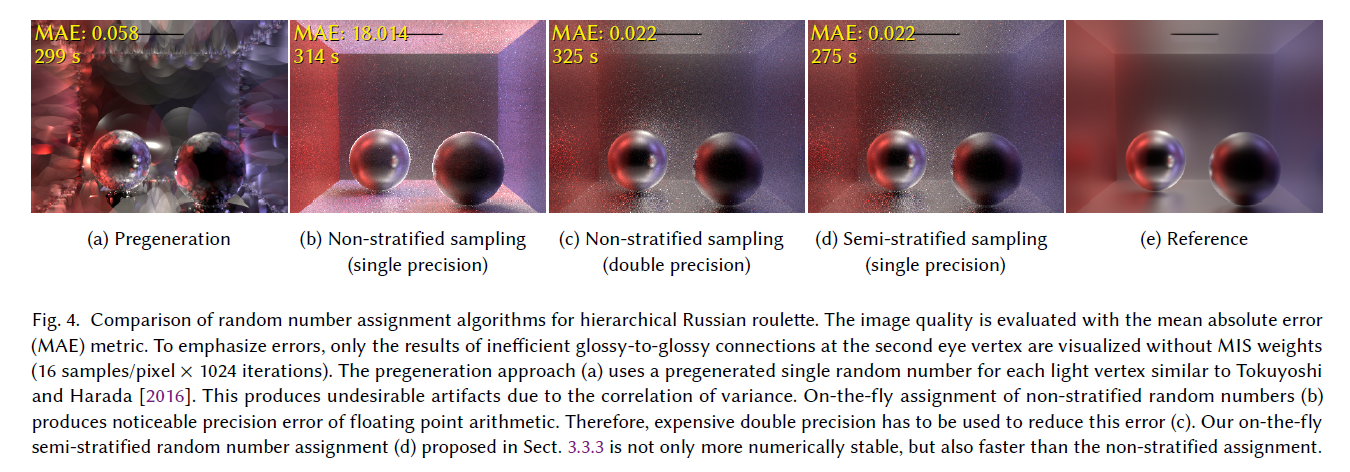 MAE: 0.058
299 s
MAE: 18.014
314 s
MAE: 0.022
325 s
MAE: 0.022
275 s
(a) Pregeneration
(b) Non-stratified sampling
(single precision)
(c) Non-stratified sampling
(double precision)
(d) Semi-stratified sampling
(single precision)
(e) Reference
Fig. 4. Comparison of random number assignment algorithms for hierarchical Russian roulette. The image quality is evaluated with the mean absolute error
(MAE) metric. To emphasize errors, only the results of inefficient glossy-to-glossy connections at the second eye vertex are visualized without MIS weights
(16 samples/pixel × 1024 iterations). The pregeneration approach (a) uses a pregenerated single random number for each light vertex similar to Tokuyoshi
and Harada [2016]. This produces undesirable artifacts due to the correlation of variance. On-the-fly assignment of non-stratified random numbers (b)
produces noticeable precision error of floating point arithmetic. Therefore, expensive double precision has to be used to reduce this error (c). Our on-the-fly
semi-stratified random number assignment (d) proposed in Sect. 3.3.3 is not only more numerically stable, but also faster than the non-stratified assignment.